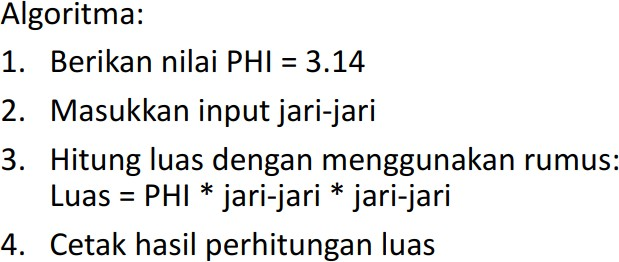 Algoritma:
1. Berikan nilai PHI = 3.14
2. Masukkan input jari-jari
3. Hitung luas dengan menggunakan rumus:
Luas = PHI * jari-jari * jari-jari
4. Cetak hasil perhitungan luas